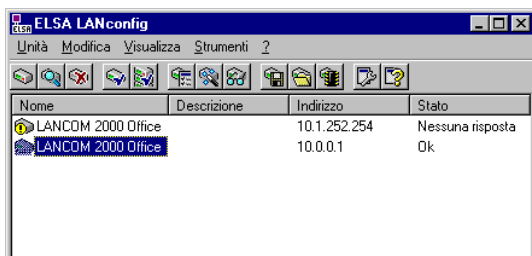 ELSA LANconfig
Unità Modifica Visualizza Strumenti ?
Nome Descrizione Indirizzo Stato
LANCOM 2000 Office 10.1.252.254 Nessuna risposta
LANCOM 2000 Office 10.0.0.1 Ok